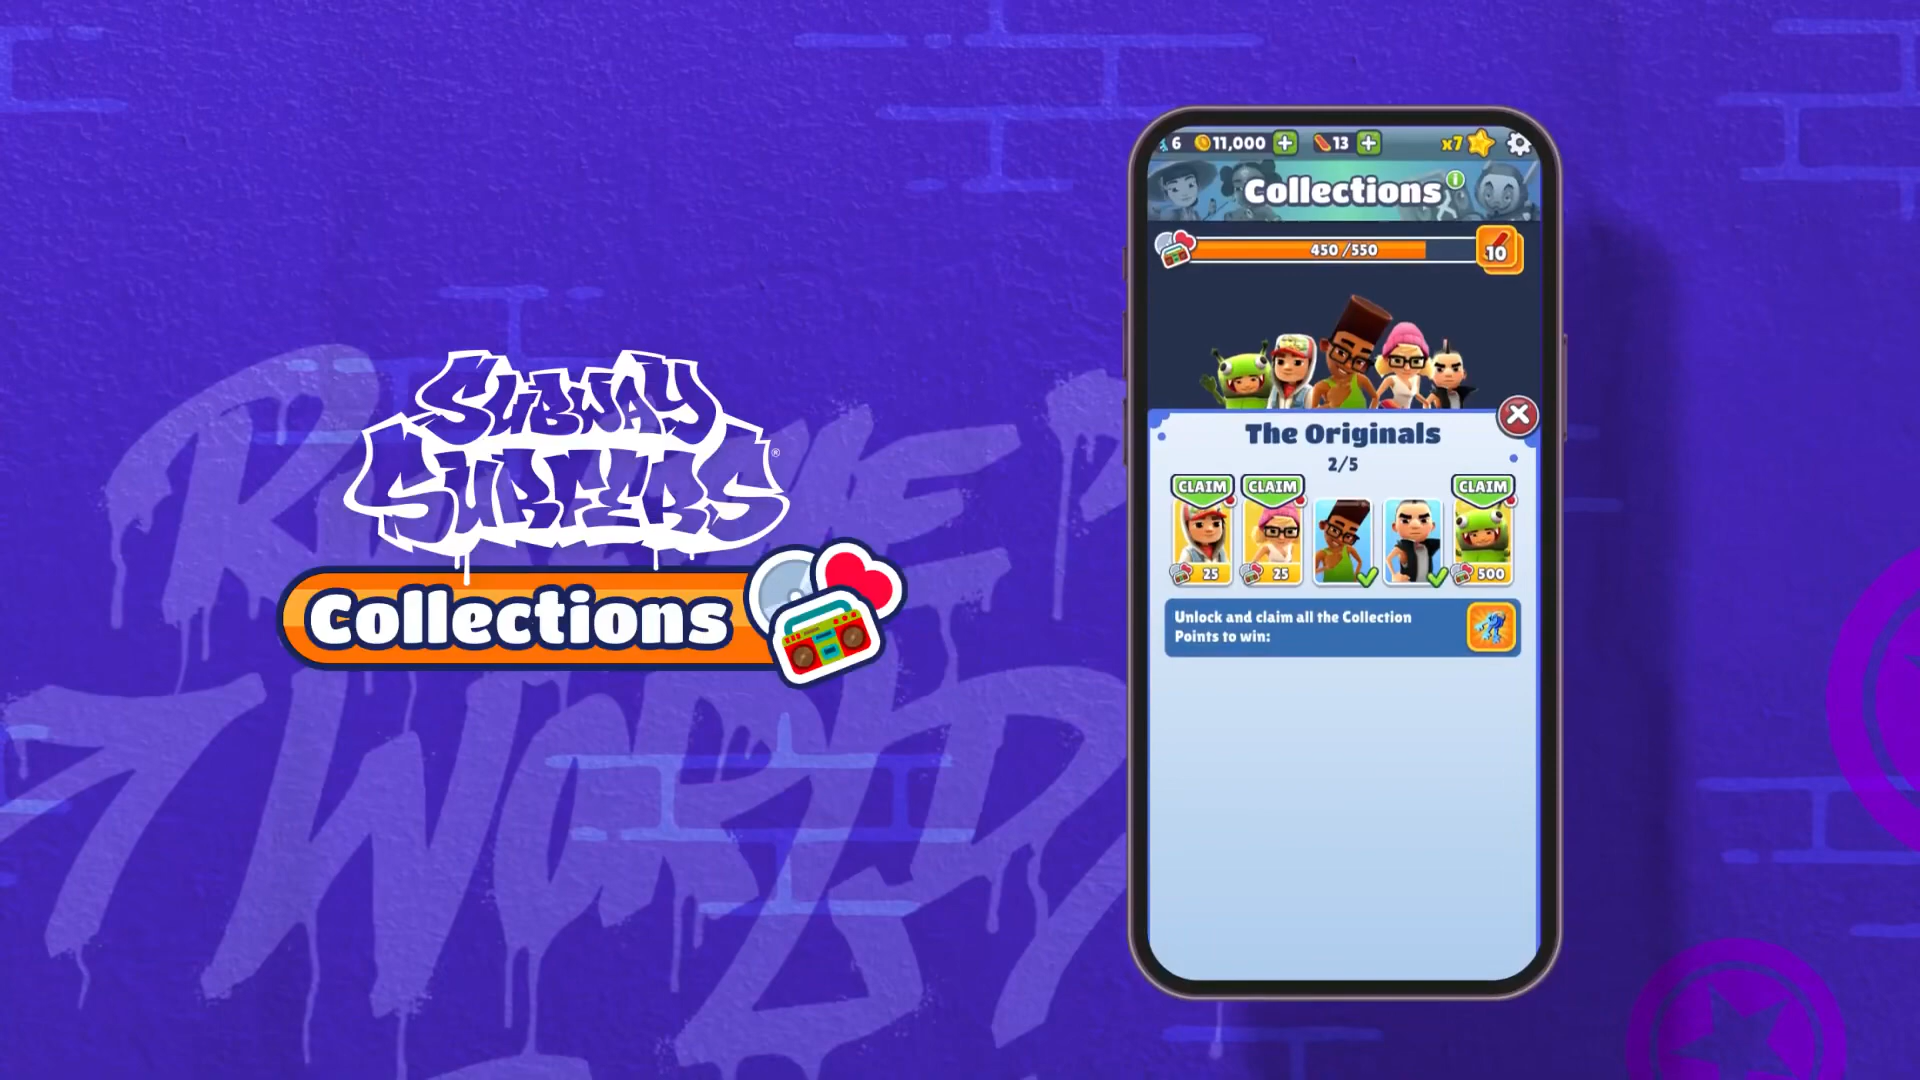 SUBWAY
SURFERS®
Collections
6 11,000 13 x7
Collections i
450/550 10
The Originals
2/5
CLAIM CLAIM CLAIM
25 25 500
Unlock and claim all the Collection
Points to win: